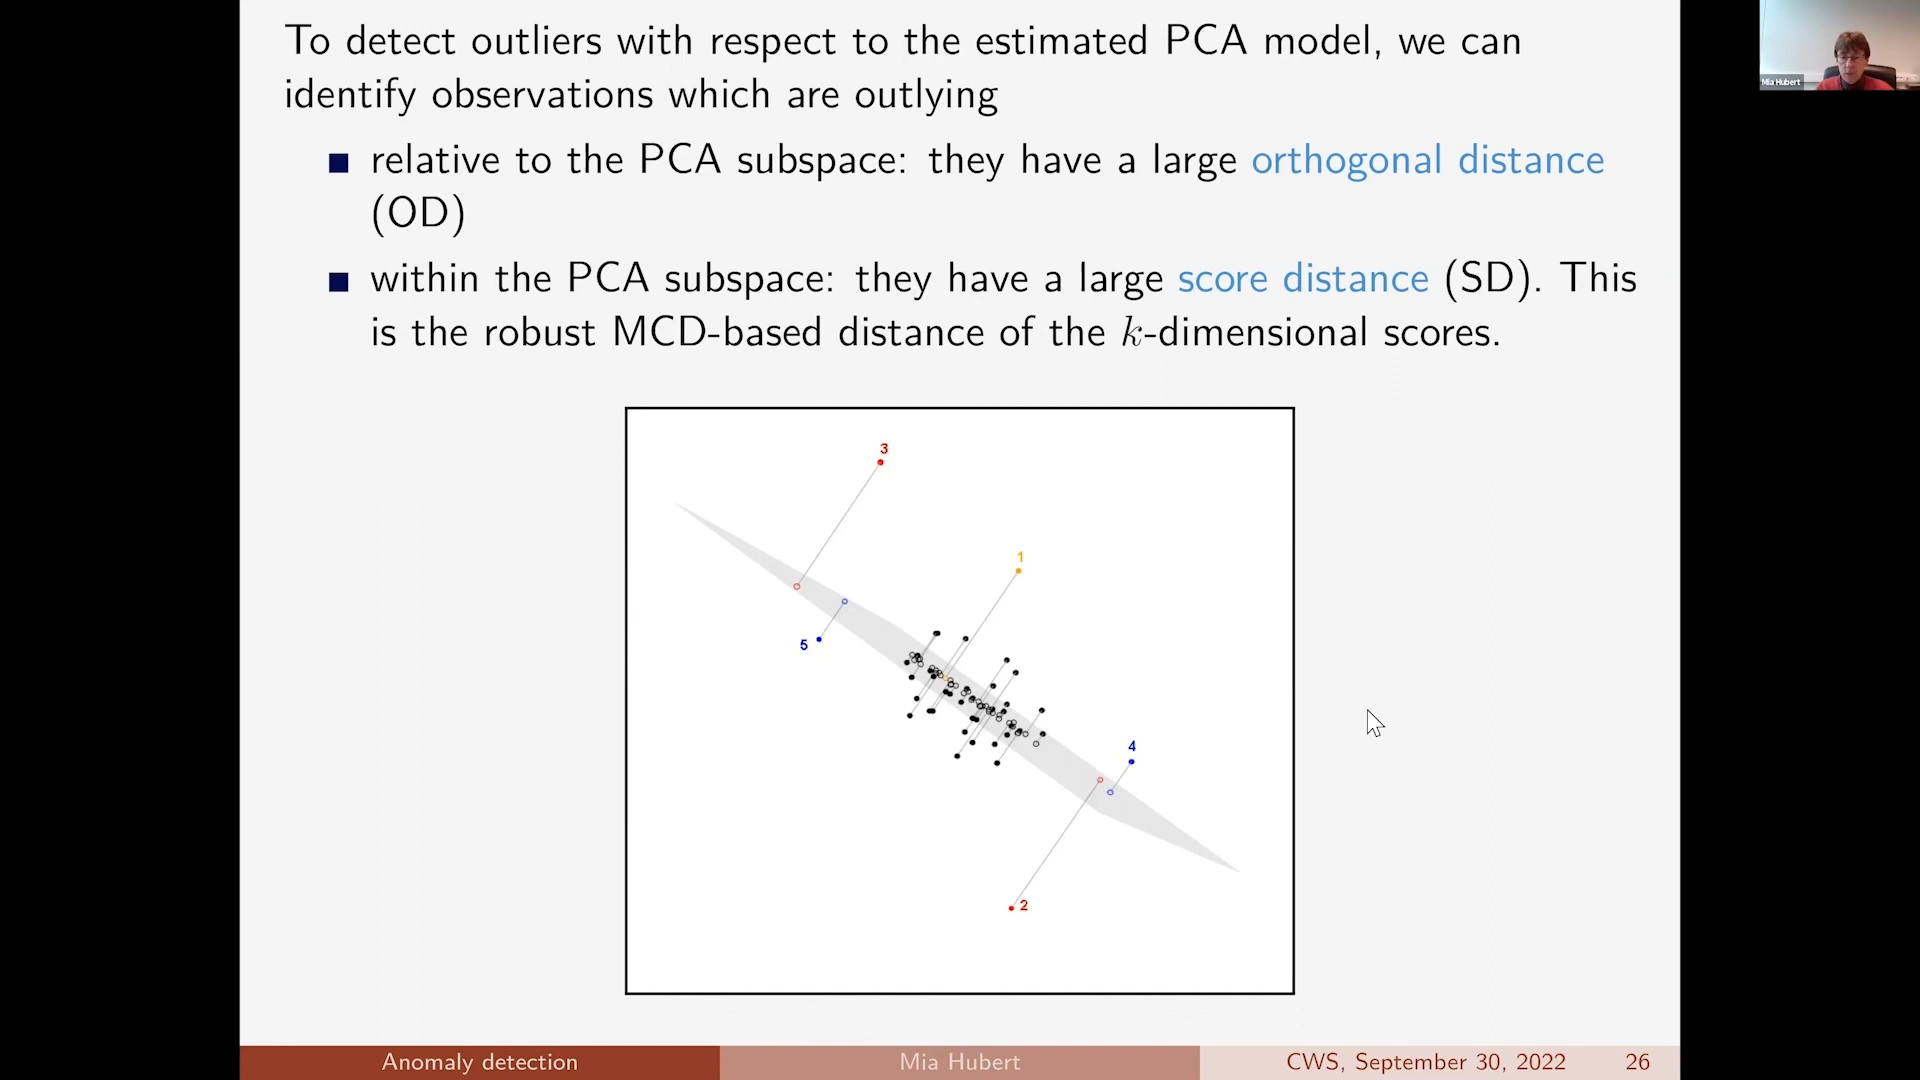 To detect outliers with respect to the estimated PCA model, we can
identify observations which are outlying
relative to the PCA subspace: they have a large orthogonal distance
(OD)
within the PCA subspace: they have a large score distance (SD). This
is the robust MCD-based distance of the k-dimensional scores.
3
1
5
4
2
Anomaly detection
Mia Hubert
CWS, September 30, 2022
26
Mia Hubert